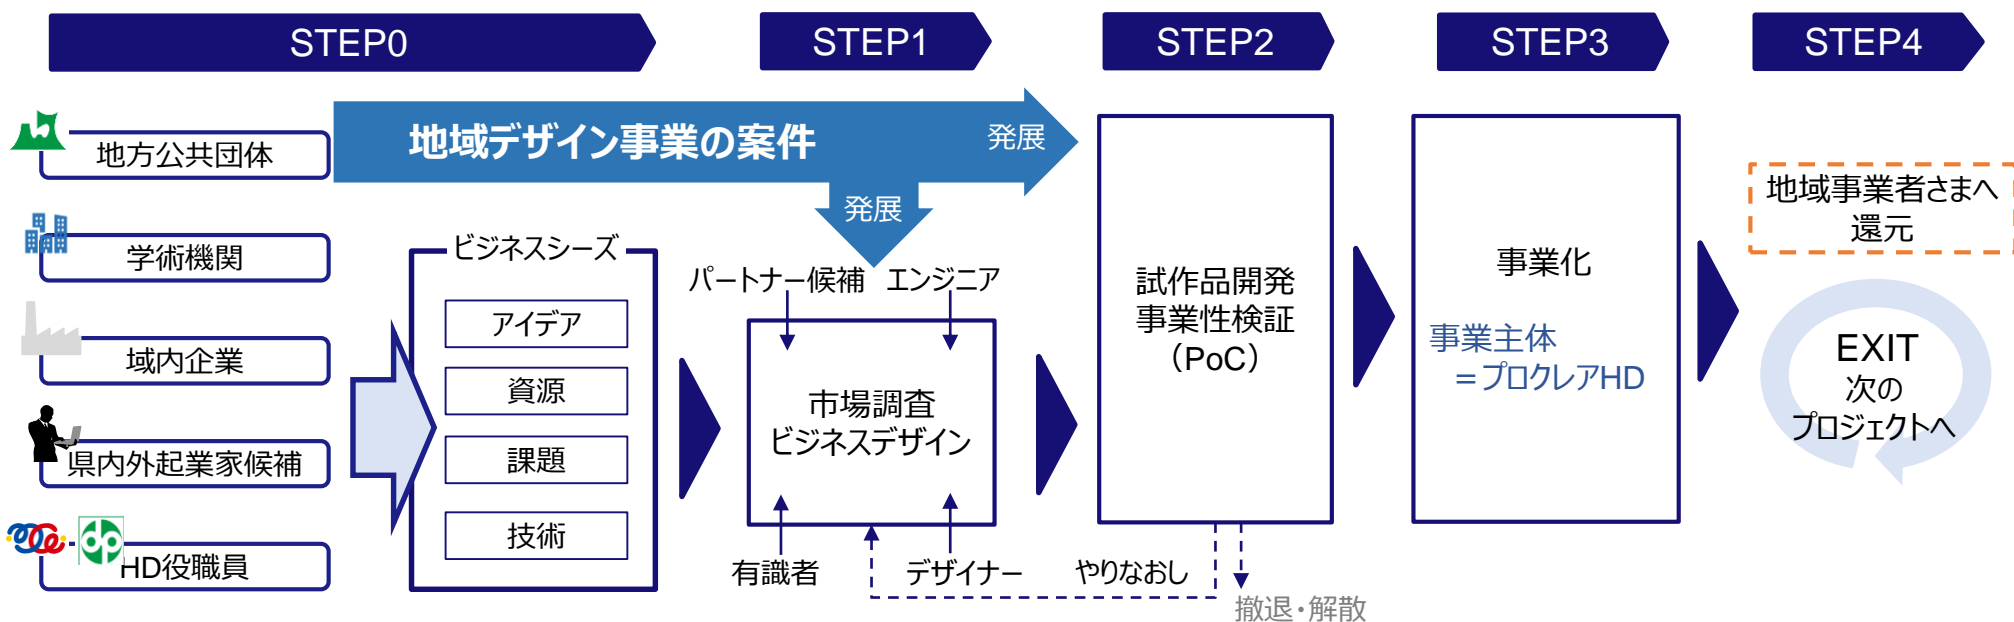 STEP0
STEP1
STEP2
STEP3
STEP4
地方公共団体
学術機関
域内企業
県内外起業家候補
HD役職員
地域デザイン事業の案件
発展
発展
ビジネスシーズ
アイデア
資源
課題
技術
パートナー候補
エンジニア
市場調査
ビジネスデザイン
有識者
デザイナー
試作品開発
事業性検証
（PoC）
やりなおし
撤退・解散
事業化
事業主体
＝プロクレアHD
地域事業者さまへ
還元
EXIT
次の
プロジェクトへ